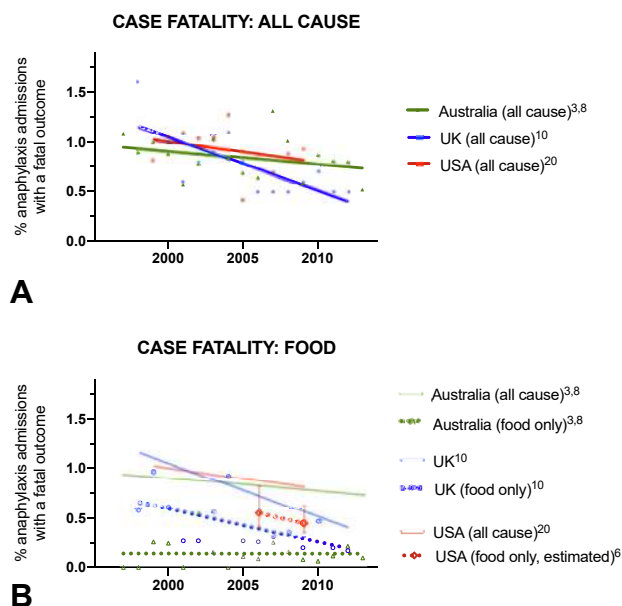 CASE FATALITY: ALL CAUSE
% anaphylaxis admissions
with a fatal outcome
1.5
1.0
0.5
0.0
2000 2005 2010
Australia (all cause)3,8
UK (all cause)10
USA (all cause)20
A
CASE FATALITY: FOOD
% anaphylaxis admissions
with a fatal outcome
1.5
1.0
0.5
0.0
2000 2005 2010
Australia (all cause)3,8
Australia (food only)3,8
UK10
UK (food only)10
USA (all cause)20
USA (food only, estimated)6
B